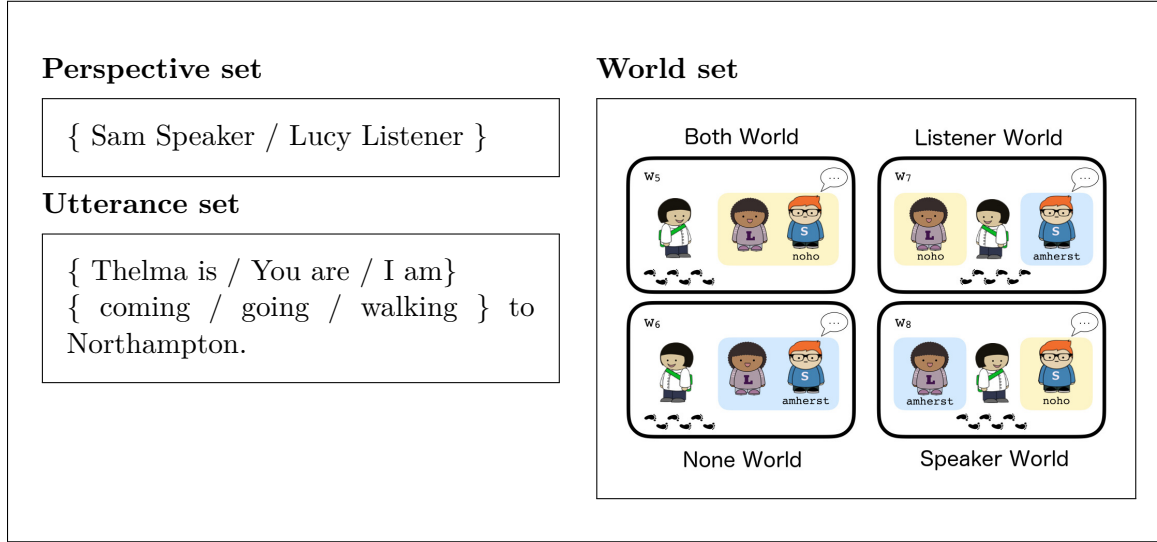 Perspective set
{ Sam Speaker / Lucy Listener }
Utterance set
{ Thelma is / You are / I am}
{ coming / going / walking } to
Northampton.
World set
Both World
w5
...
L
S
noho
Listener World
w7
...
L
S
noho
amherst
w6
...
L
S
amherst
None World
w8
...
L
S
amherst
noho
Speaker World